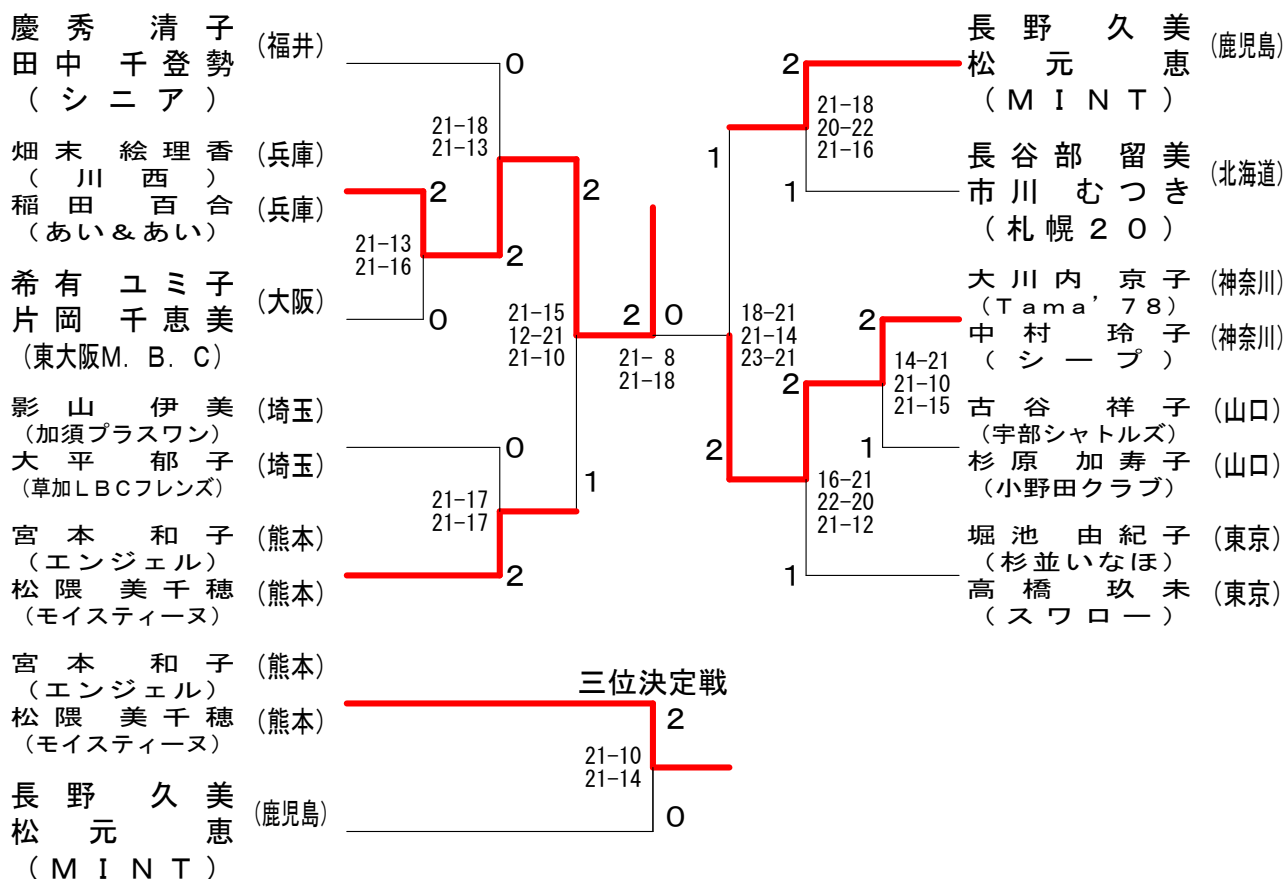 慶秀 清子 (福井)
田中 千登勢
(シニア)
0
21-18
21-13
畑末 絵理香 (兵庫)
(川西)
稲田 百合 (兵庫)
(あい&あい)
2
2
2
21-13
21-16
希有 ユミ子 (大阪)
片岡 千恵美
(東大阪M.B.C)
0
21-15
12-21
21-10
2
0
21- 8
21-18
影山 伊美 (埼玉)
(加須プラスワン)
大平 郁子 (埼玉)
(草加LBCフレンズ)
0
1
21-17
21-17
宮本 和子 (熊本)
(エンジェル)
松隈 美千穂 (熊本)
(モイスティーヌ)
2
長野 久美 (鹿児島)
松元 恵
(MINT)
2
21-18
20-22
21-16
1
長谷部 留美 (北海道)
市川 むつき
(札幌20)
1
18-21
21-14
23-21
大川内 京子 (神奈川)
(Tama'78)
中村 玲子 (神奈川)
(シープ)
2
2
14-21
21-10
21-15
古谷 祥子 (山口)
(宇部シャトルズ)
杉原 加寿子 (山口)
(小野田クラブ)
1
2
16-21
22-20
21-12
堀池 由紀子 (東京)
(杉並いなほ)
高橋 玖未 (東京)
(スワロー)
1
三位決定戦
宮本 和子 (熊本)
(エンジェル)
松隈 美千穂 (熊本)
(モイスティーヌ)
2
21-10
21-14
長野 久美 (鹿児島)
松元 恵
(MINT)
0